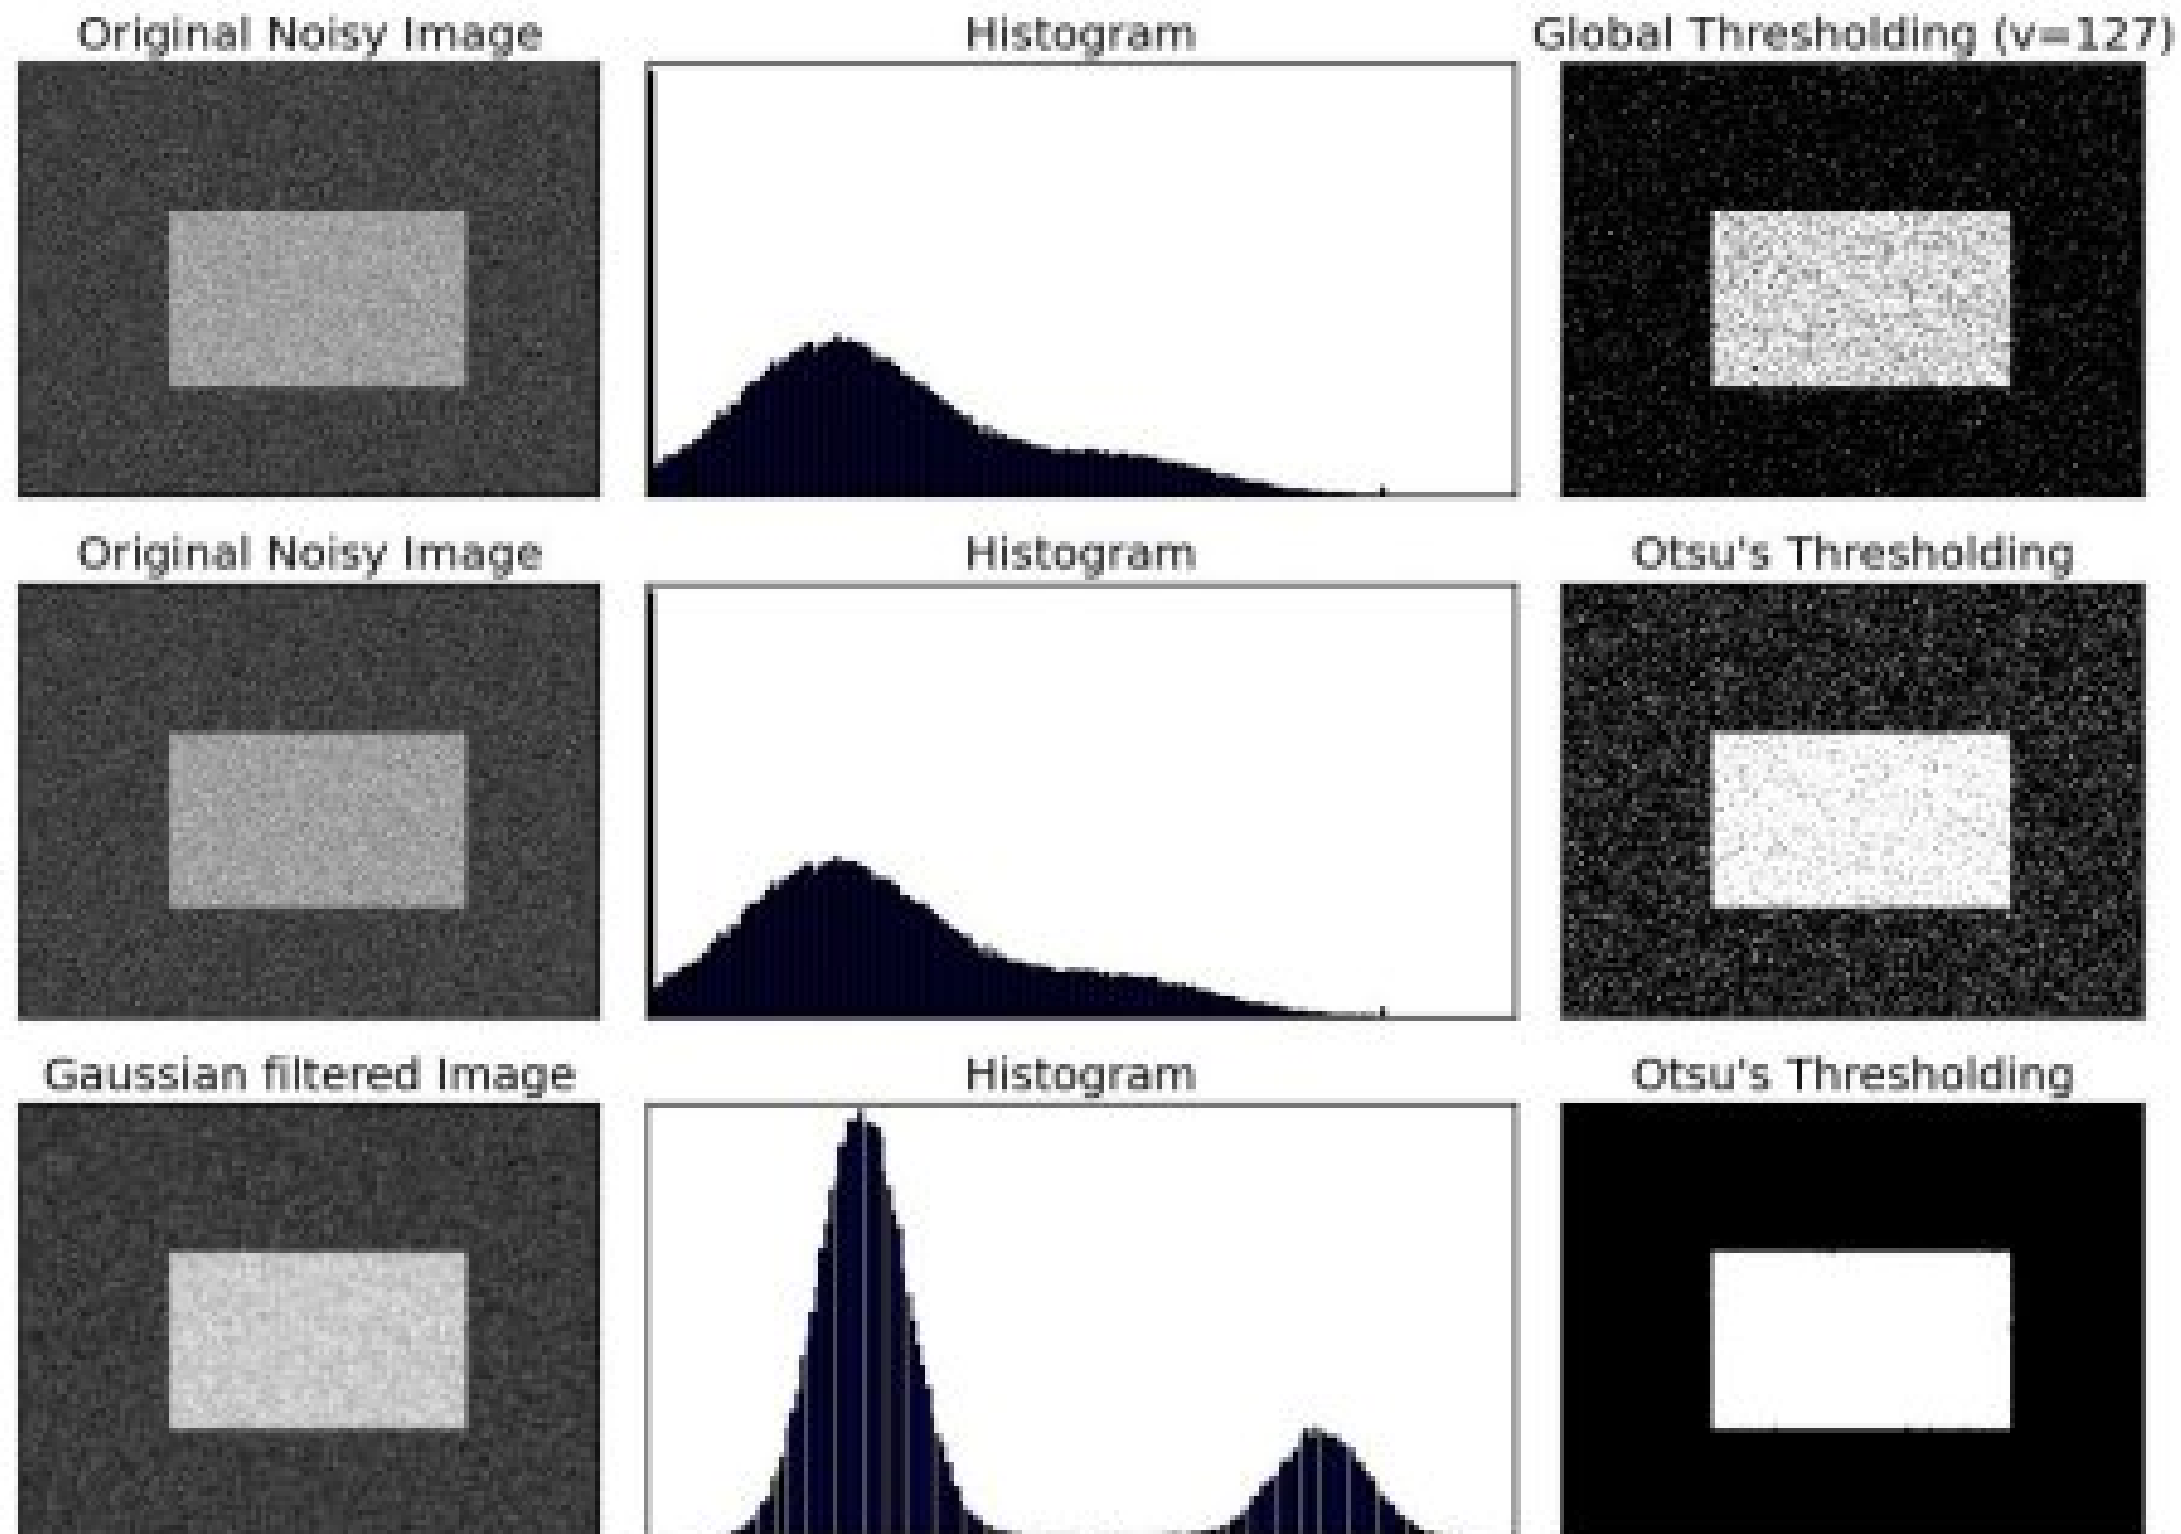 Original Noisy Image
Histogram
Global Thresholding (v=127)
Original Noisy Image
Histogram
Otsu's Thresholding
Gaussian filtered Image
Histogram
Otsu's Thresholding